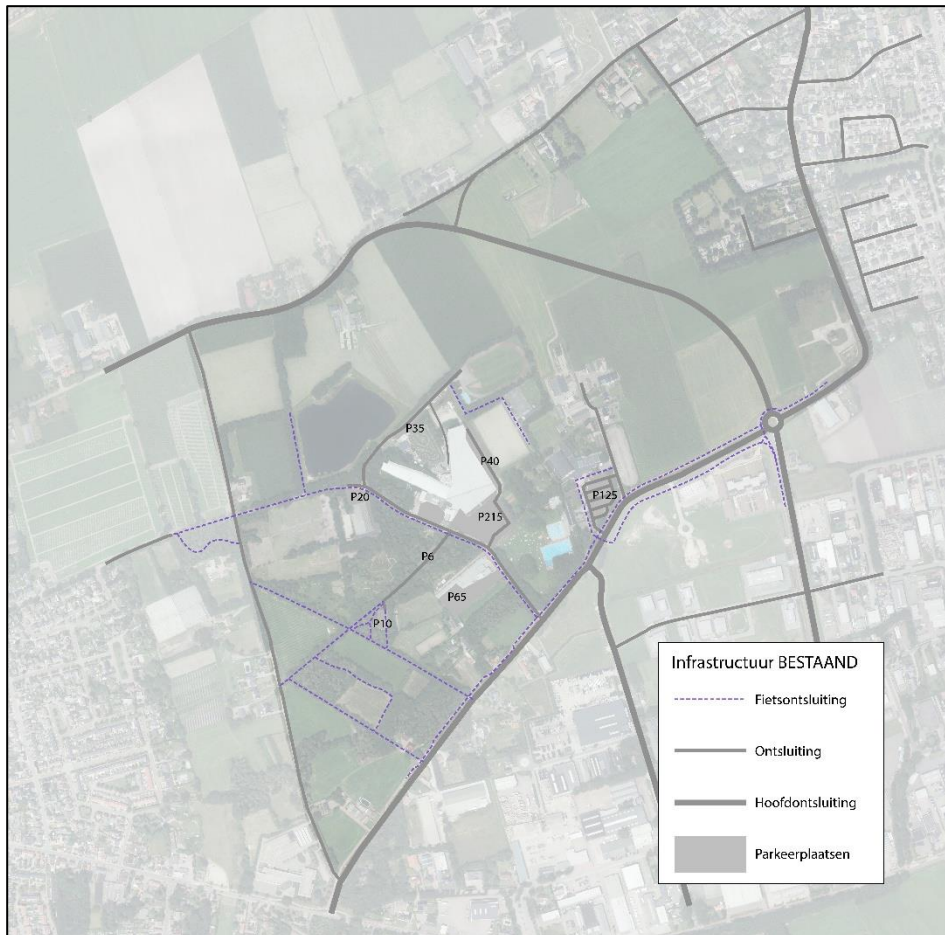 P35
P40
P20
P125
P215
P6
P65
P10
Infrastructuur BESTAAND
Fietsontsluiting
Ontsluiting
Hoofdontsluiting
Parkeerplaatsen